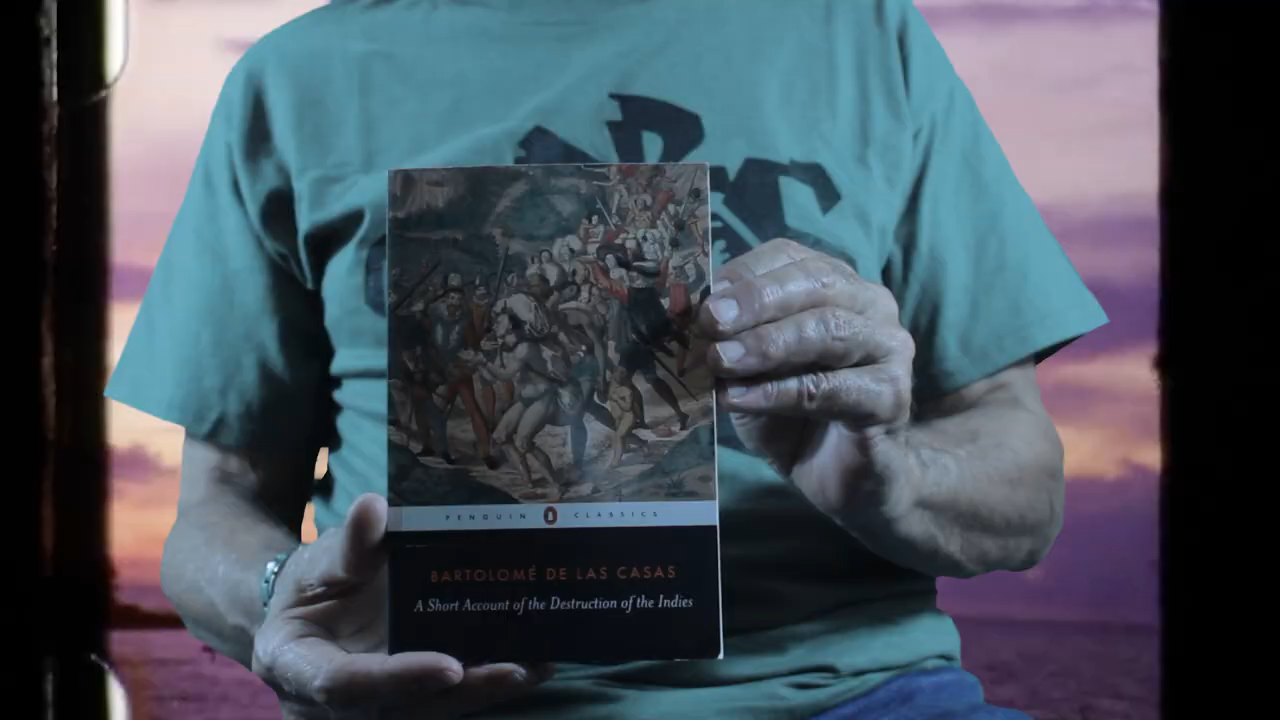 PENGUIN CLASSICS
BARTOLOMÉ DE LAS CASAS
A Short Account of the Destruction of the Indies